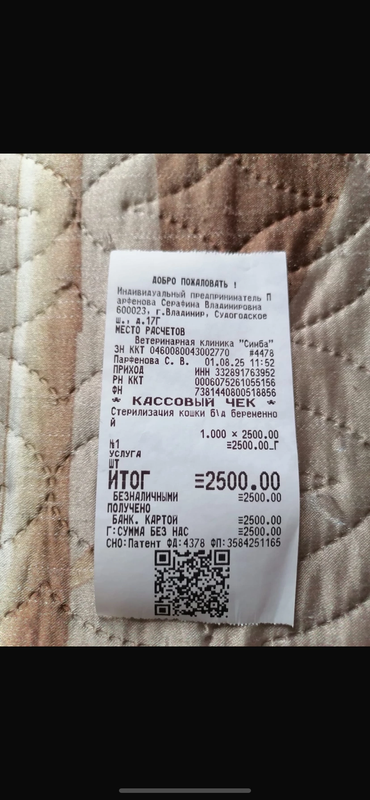 ДОБРО ПОЖАЛОВАТЬ !
Индивидуальный предприниматель П
арфенова Серафина Владимировна
600023, г.Владимир, Судогодское
ш., д.17Г
МЕСТО РАСЧЕТОВ
Ветеринарная клиника "Симба"
ЗН ККТ 0460080043002770 #4478
Парфенова С. В. 01.08.25 11:52
ПРИХОД ИНН 332891763952
РН ККТ 0006075261055156
ФН 7381440800518856
* КАССОВЫЙ ЧЕК *
Стерилизация кошки б\д беременно
й
1.000 × 2500.00
№1 ≡2500.00_Г
УСЛУГА
ШТ
ИТОГ ≡2500.00
БЕЗНАЛИЧНЫМИ ≡2500.00
ПОЛУЧЕНО
БАНК. КАРТОЙ ≡2500.00
Г:СУММА БЕЗ НДС ≡2500.00
СНО:Патент ФД:4378 ФП:3584251165